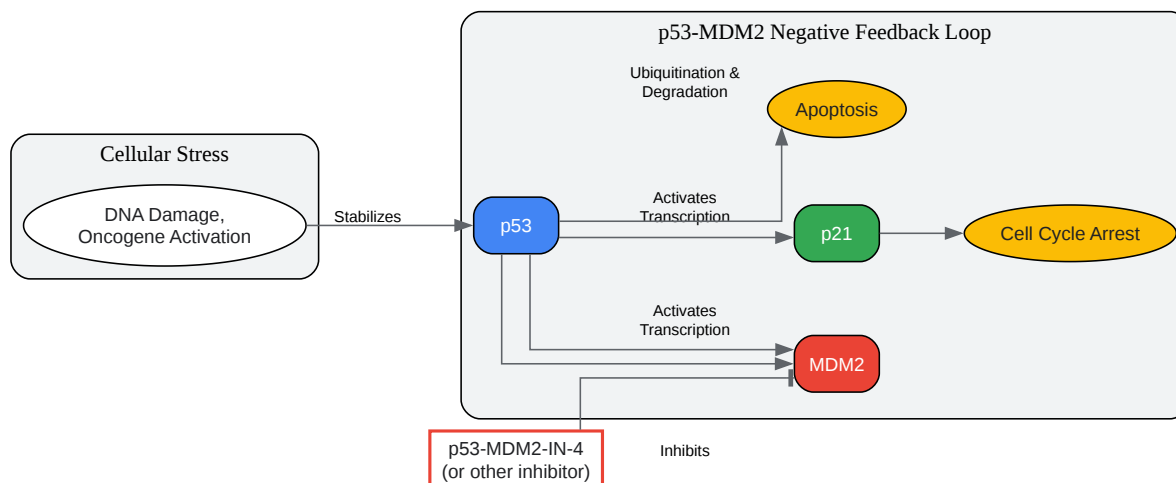 p53-MDM2 Negative Feedback Loop
Ubiquitination &
Degradation
Apoptosis
Cellular Stress
DNA Damage,
Oncogene Activation
Stabilizes
p53
Activates
Transcription
p21
Cell Cycle Arrest
Activates
Transcription
MDM2
p53-MDM2-IN-4
(or other inhibitor)
Inhibits